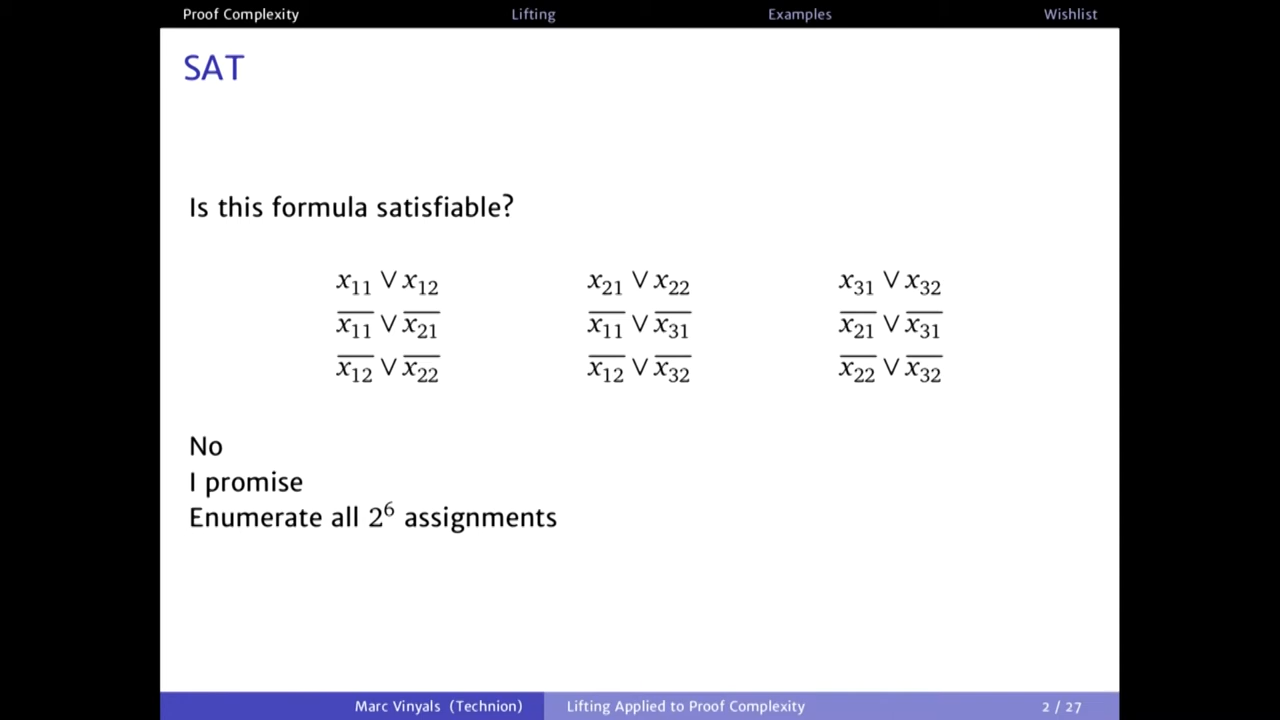 Proof Complexity Lifting Examples Wishlist
SAT
Is this formula satisfiable?
x₁₁ ∨ x₁₂ x₂₁ ∨ x₂₂ x₃₁ ∨ x₃₂
x̅₁₁ ∨ x̅₂₁ x̅₁₁ ∨ x̅₃₁ x̅₂₁ ∨ x̅₃₁
x̅₁₂ ∨ x̅₂₂ x̅₁₂ ∨ x̅₃₂ x̅₂₂ ∨ x̅₃₂
No
I promise
Enumerate all 2⁶ assignments
Marc Vinyals (Technion) Lifting Applied to Proof Complexity 2 / 27